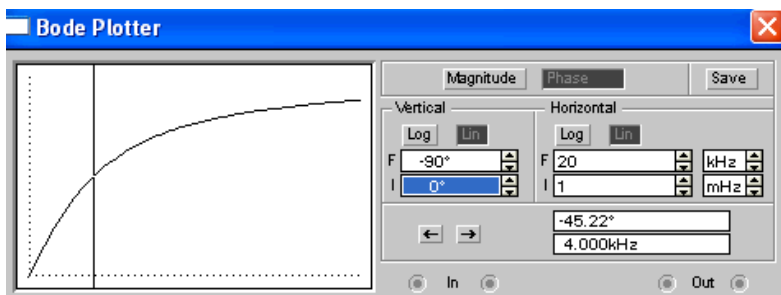 Bode Plotter
Magnitude Phase Save
Vertical Horizontal
Log Lin Log Lin
F -90° F 20 kHz
I 0° I 1 mHz
← → -45.22°
4.000kHz
In Out